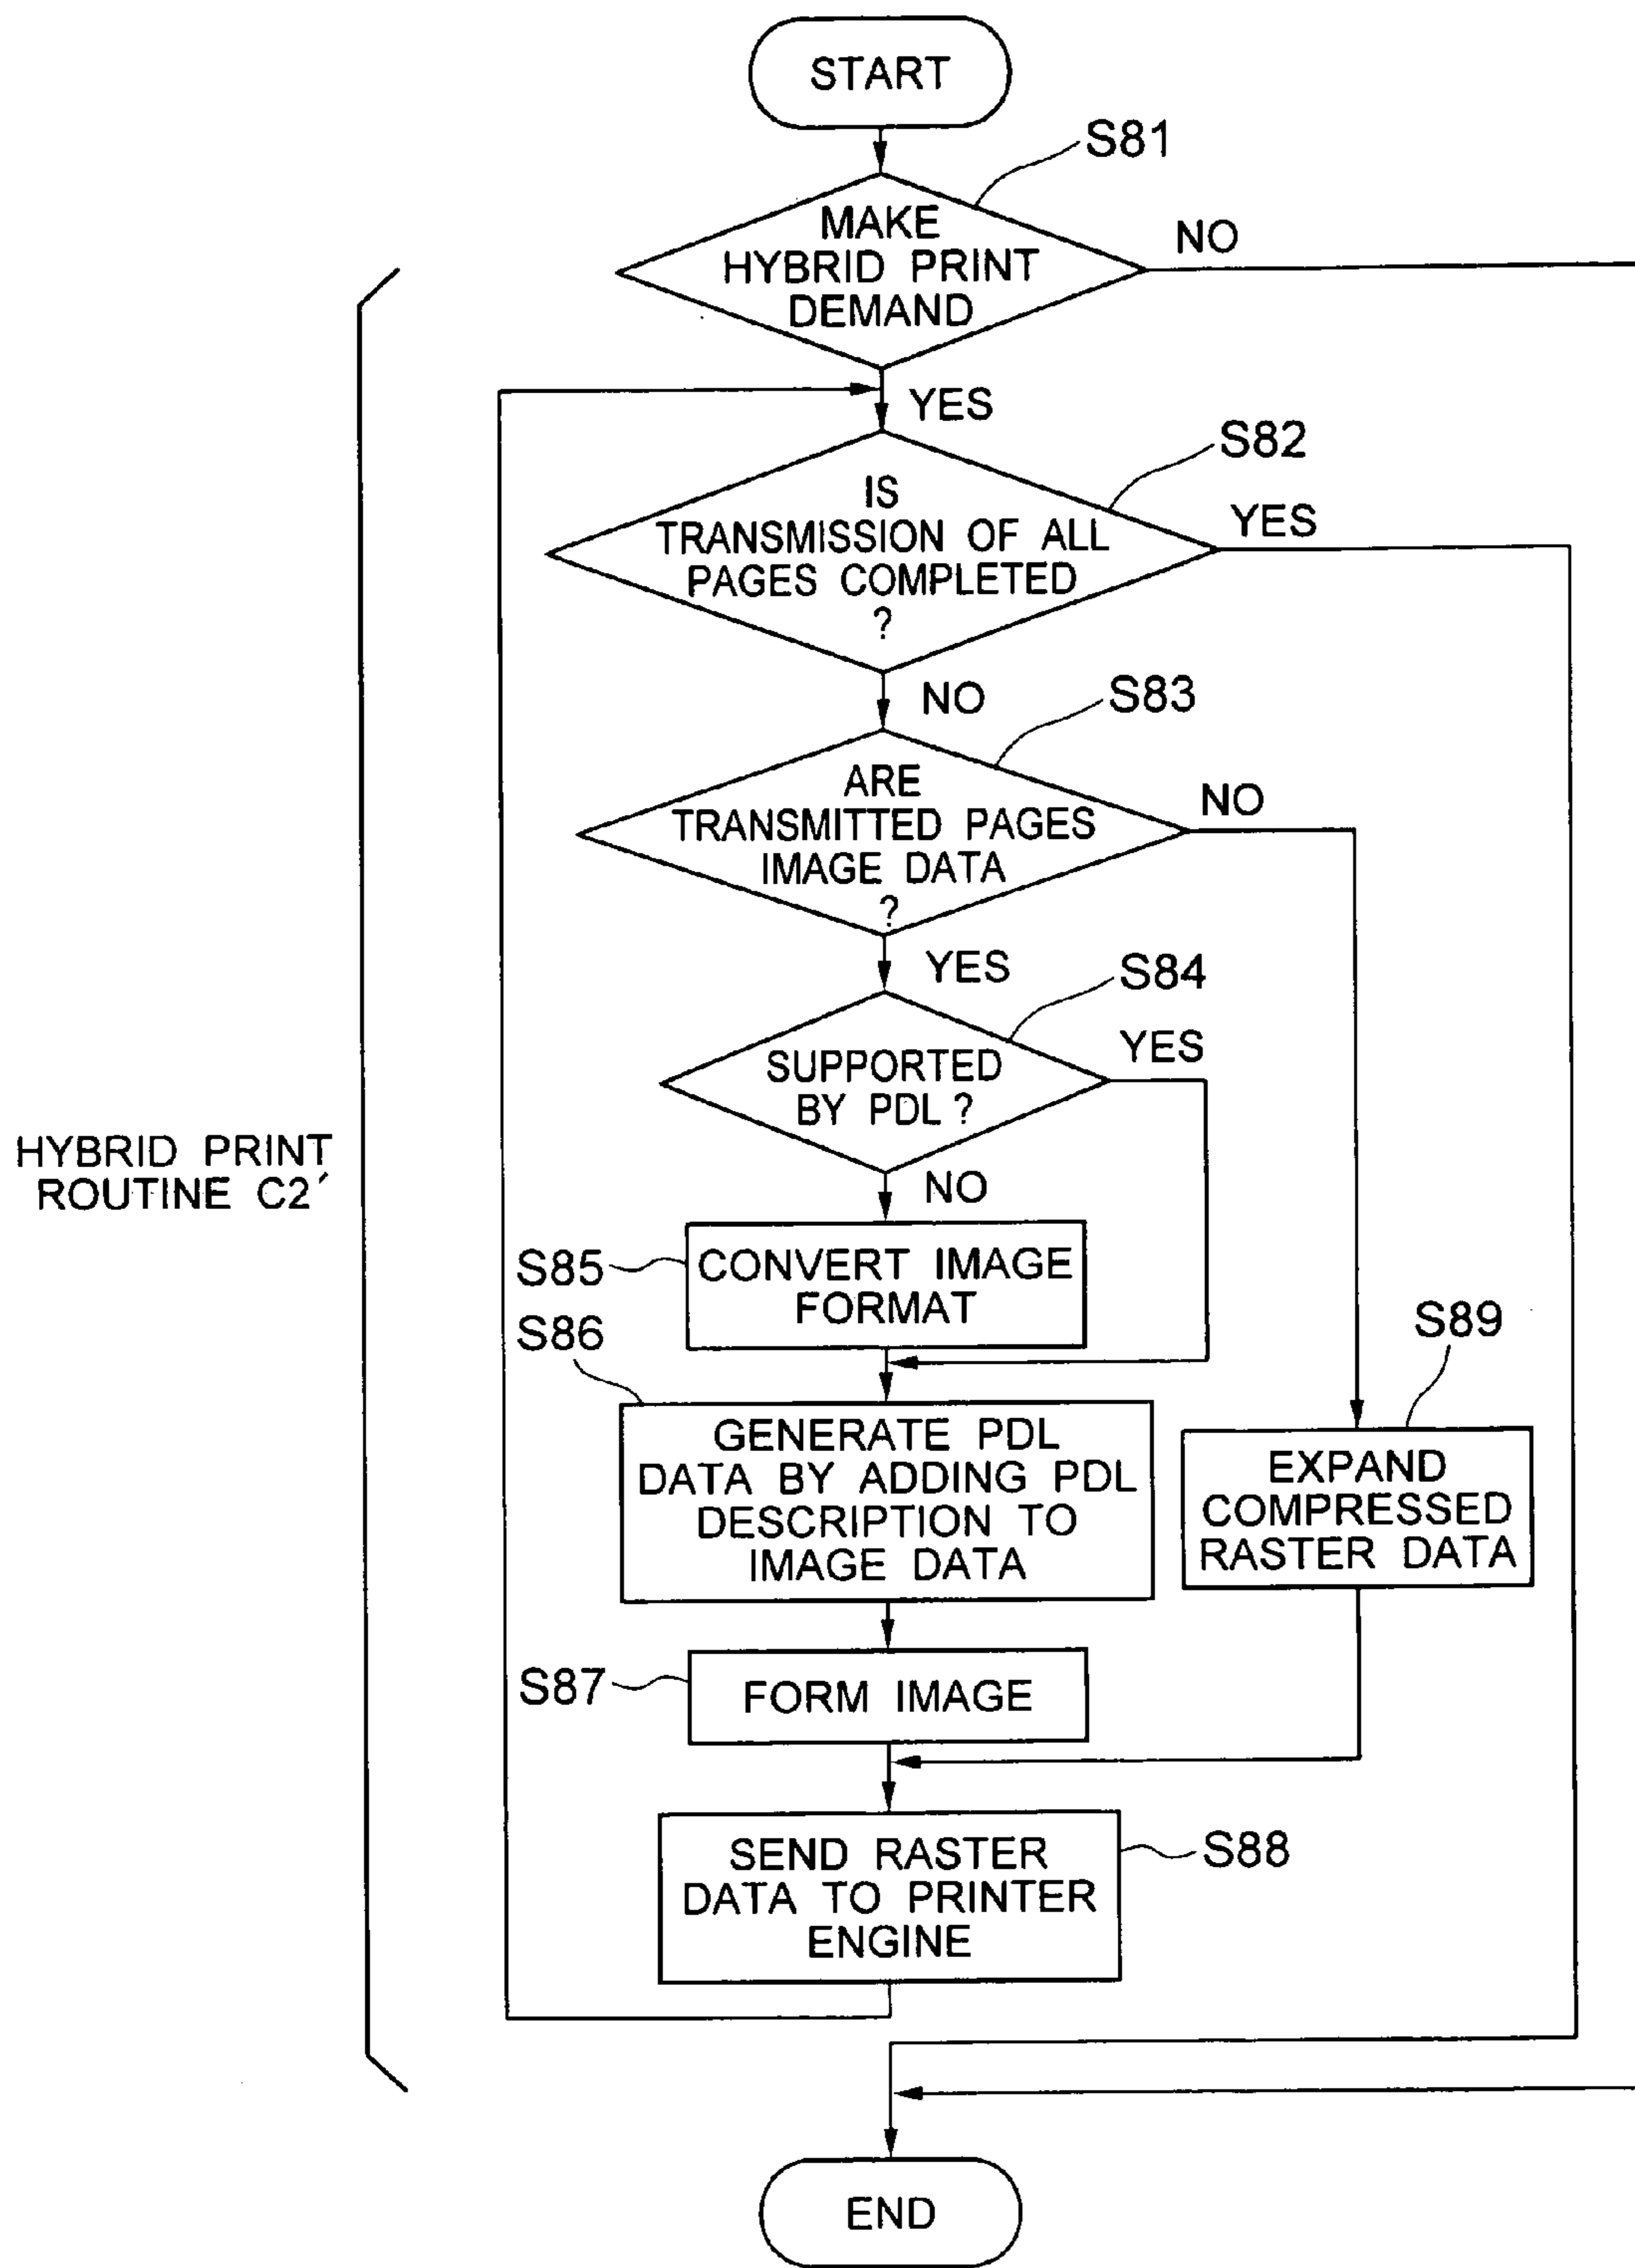 START
S81
MAKE
HYBRID PRINT
DEMAND
NO
YES
S82
IS
TRANSMISSION OF ALL
PAGES COMPLETED
?
YES
NO
S83
ARE
TRANSMITTED PAGES
IMAGE DATA
?
NO
YES
S84
SUPPORTED
BY PDL ?
YES
NO
HYBRID PRINT
ROUTINE C2′
S85
CONVERT IMAGE
FORMAT
S86
GENERATE PDL
DATA BY ADDING PDL
DESCRIPTION TO
IMAGE DATA
S89
EXPAND
COMPRESSED
RASTER DATA
S87
FORM IMAGE
SEND RASTER
DATA TO PRINTER
ENGINE
S88
END